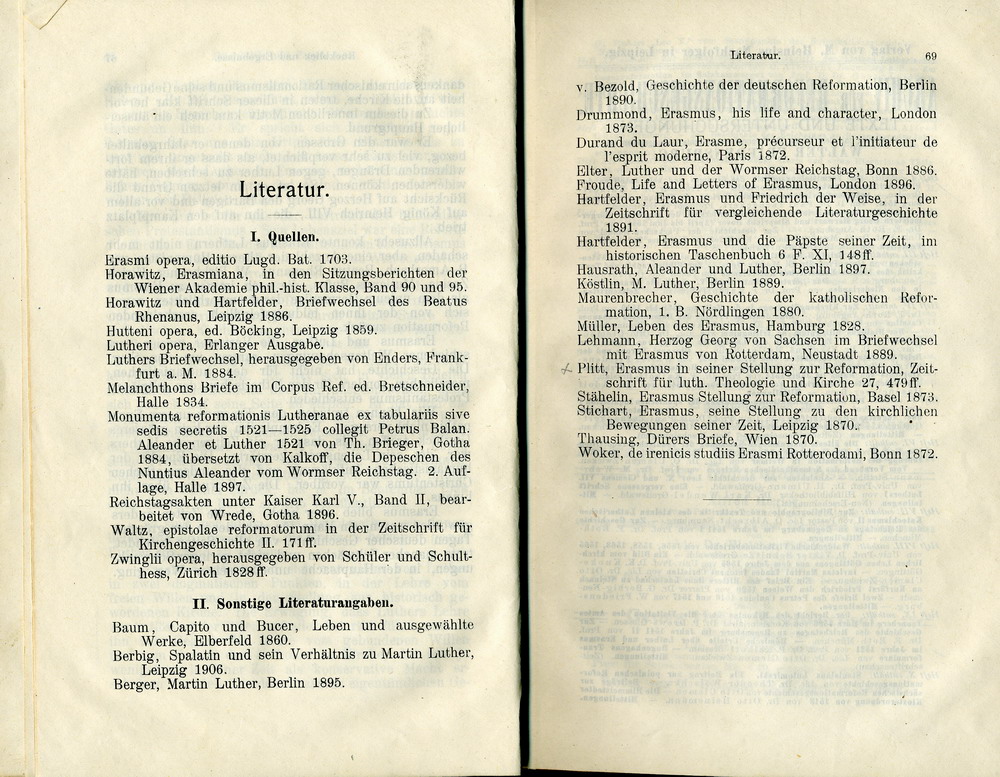 Literatur.
I. Quellen.
Erasmi opera, editio Lugd. Bat. 1703.
Horawitz, Erasmiana, in den Sitzungsberichten der
Wiener Akademie phil.-hist. Klasse, Band 90 und 95.
Horawitz und Hartfelder, Briefwechsel des Beatus
Rhenanus, Leipzig 1886.
Hutteni opera, ed. Böcking, Leipzig 1859.
Lutheri opera, Erlanger Ausgabe.
Luthers Briefwechsel, herausgegeben von Enders, Frank-
furt a. M. 1884.
Melanchthons Briefe im Corpus Ref. ed. Bretschneider,
Halle 1834.
Monumenta reformationis Lutheranae ex tabulariis sive
sedis secretis 1521—1525 collegit Petrus Balan.
Aleander et Luther 1521 von Th. Brieger, Gotha
1884, übersetzt von Kalkoff, die Depeschen des
Nuntius Aleander vom Wormser Reichstag. 2. Auf-
lage, Halle 1897.
Reichstagsakten unter Kaiser Karl V., Band II, bear-
beitet von Wrede, Gotha 1896.
Waltz, epistolae reformatorum in der Zeitschrift für
Kirchengeschichte II. 171 ff.
Zwinglii opera, herausgegeben von Schüler und Schult-
hess, Zürich 1828 ff.
II. Sonstige Literaturangaben.
Baum, Capito und Bucer, Leben und ausgewählte
Werke, Elberfeld 1860.
Berbig, Spalatin und sein Verhältnis zu Martin Luther,
Leipzig 1906.
Berger, Martin Luther, Berlin 1895.
Literatur. 69
v. Bezold, Geschichte der deutschen Reformation, Berlin
1890.
Drummond, Erasmus, his life and character, London
1873.
Durand du Laur, Erasme, précurseur et l'initiateur de
l'esprit moderne, Paris 1872.
Elter, Luther und der Wormser Reichstag, Bonn 1886.
Froude, Life and Letters of Erasmus, London 1896.
Hartfelder, Erasmus und Friedrich der Weise, in der
Zeitschrift für vergleichende Literaturgeschichte
1891.
Hartfelder, Erasmus und die Päpste seiner Zeit, im
historischen Taschenbuch 6 F. XI, 148 ff.
Hausrath, Aleander und Luther, Berlin 1897.
Köstlin, M. Luther, Berlin 1889.
Maurenbrecher, Geschichte der katholischen Refor-
mation, 1. B. Nördlingen 1880.
Müller, Leben des Erasmus, Hamburg 1828.
Lehmann, Herzog Georg von Sachsen im Briefwechsel
mit Erasmus von Rotterdam, Neustadt 1889.
Plitt, Erasmus in seiner Stellung zur Reformation, Zeit-
schrift für luth. Theologie und Kirche 27, 479 ff.
Stähelin, Erasmus Stellung zur Reformation, Basel 1873.
Stichart, Erasmus, seine Stellung zu den kirchlichen
Bewegungen seiner Zeit, Leipzig 1870.
Thausing, Dürers Briefe, Wien 1870.
Woker, de irenicis studiis Erasmi Rotterodami, Bonn 1872.